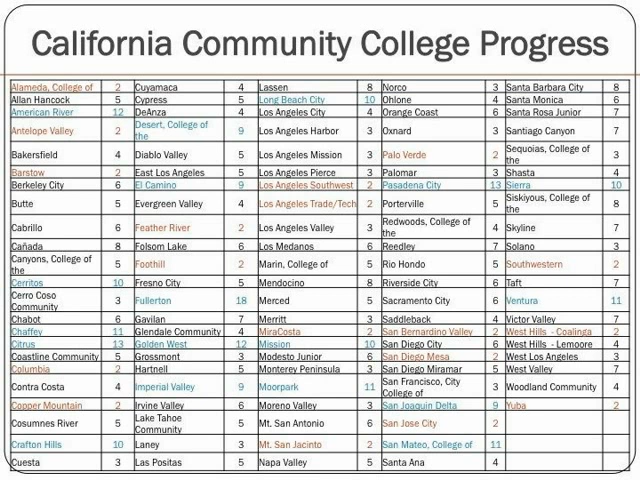 California Community College Progress
Alameda, College of 2 Cuyamaca 4 Lassen 8 Norco 3 Santa Barbara City 8
Allan Hancock 5 Cypress 5 Long Beach City 10 Ohlone 4 Santa Monica 6
American River 12 DeAnza 4 Los Angeles City 4 Orange Coast 6 Santa Rosa Junior 7
Antelope Valley 2 Desert, College of
the 9 Los Angeles Harbor 3 Oxnard 3 Santiago Canyon 7
Bakersfield 4 Diablo Valley 5 Los Angeles Mission 3 Palo Verde 2 Sequoias, College of
the 3
Barstow 2 East Los Angeles 5 Los Angeles Pierce 3 Palomar 3 Shasta 4
Berkeley City 6 El Camino 9 Los Angeles Southwest 2 Pasadena City 13 Sierra 10
Butte 5 Evergreen Valley 4 Los Angeles Trade/Tech 2 Porterville 5 Siskiyous, College of
the 8
Cabrillo 6 Feather River 2 Los Angeles Valley 3 Redwoods, College of
the 4 Skyline 7
Cañada 8 Folsom Lake 6 Los Medanos 6 Reedley 7 Solano 3
Canyons, College of
the 5 Foothill 2 Marin, College of 5 Rio Hondo 5 Southwestern 2
Cerritos 10 Fresno City 5 Mendocino 8 Riverside City 6 Taft 7
Cerro Coso
Community 3 Fullerton 18 Merced 5 Sacramento City 6 Ventura 11
Chabot 6 Gavilan 7 Merritt 3 Saddleback 4 Victor Valley 7
Chaffey 11 Glendale Community 4 MiraCosta 2 San Bernardino Valley 2 West Hills - Coalinga 2
Citrus 13 Golden West 12 Mission 10 San Diego City 6 West Hills - Lemoore 4
Coastline Community 5 Grossmont 3 Modesto Junior 6 San Diego Mesa 2 West Los Angeles 3
Columbia 2 Hartnell 5 Monterey Peninsula 3 San Diego Miramar 5 West Valley 7
Contra Costa 4 Imperial Valley 9 Moorpark 11 San Francisco, City
College of 3 Woodland Community 4
Copper Mountain 2 Irvine Valley 6 Moreno Valley 3 San Joaquin Delta 9 Yuba 2
Cosumnes River 5 Lake Tahoe
Community 5 Mt. San Antonio 6 San Jose City 2
Crafton Hills 10 Laney 3 Mt. San Jacinto 2 San Mateo, College of 11
Cuesta 3 Las Positas 5 Napa Valley 5 Santa Ana 4